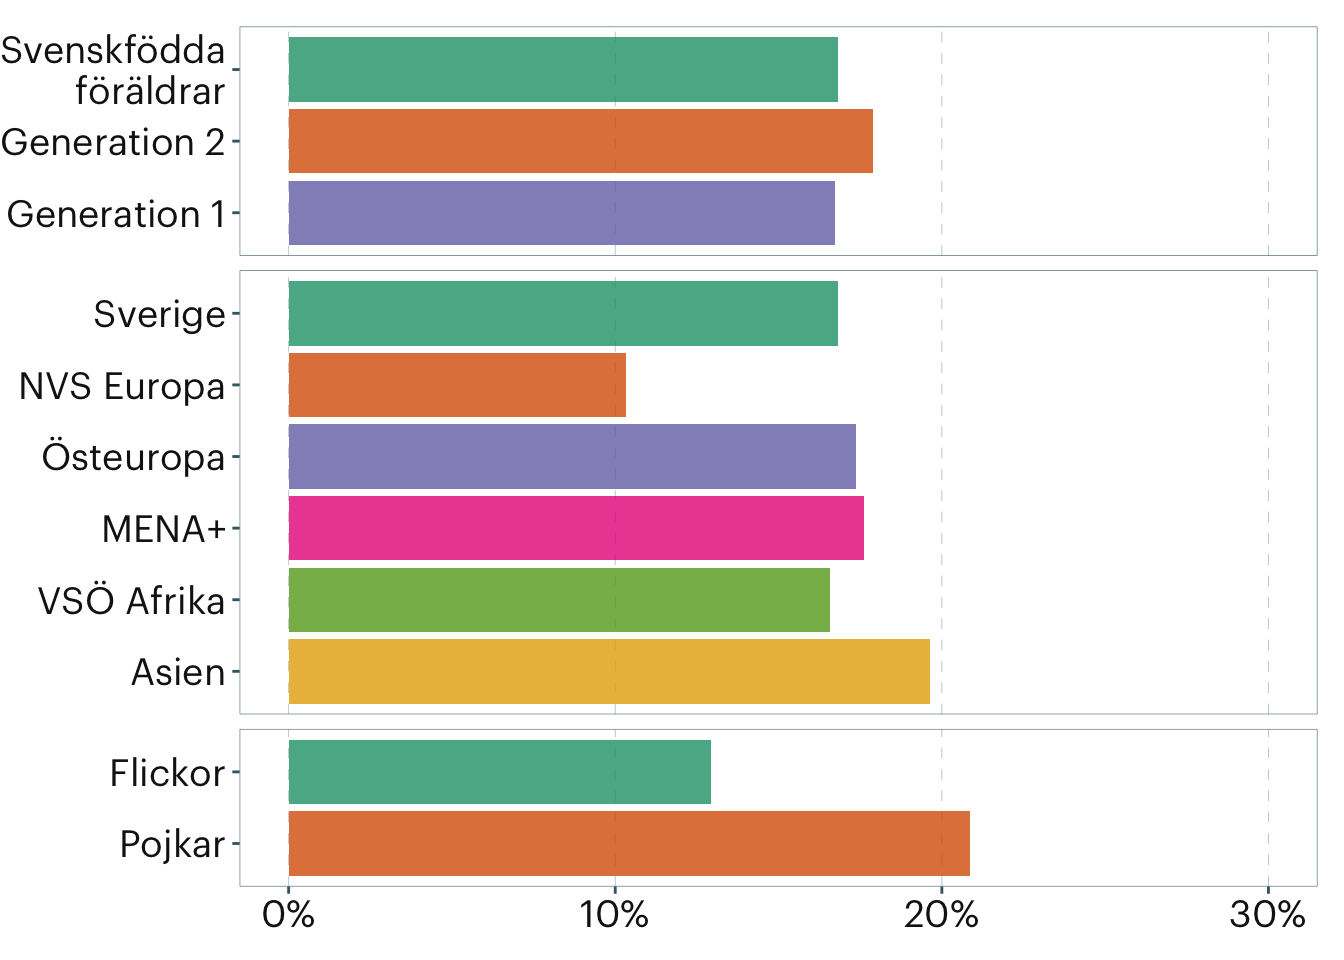 Svenskfödda
föräldrar
Generation 2
Generation 1
Sverige
NVS Europa
Östeuropa
MENA+
VSÖ Afrika
Asien
Flickor
Pojkar
0% 10% 20% 30%